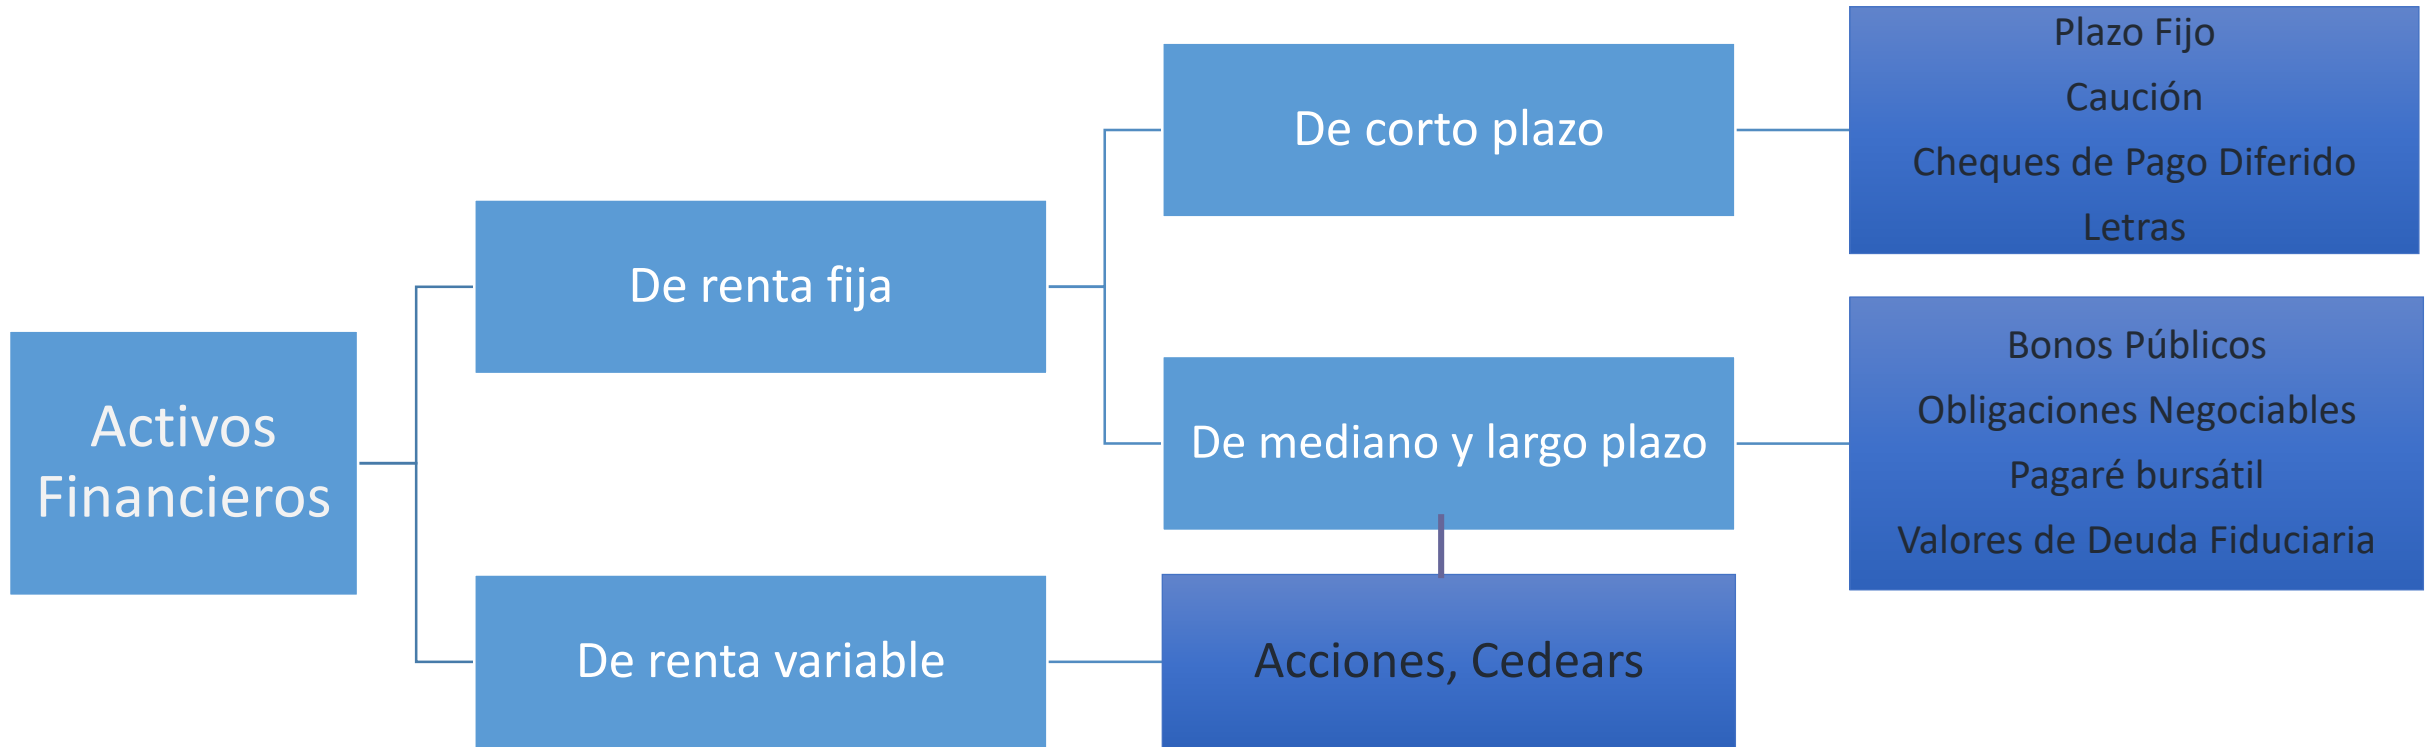 Activos
Financieros
De renta fija
De corto plazo
Plazo Fijo
Caución
Cheques de Pago Diferido
Letras
De mediano y largo plazo
Bonos Públicos
Obligaciones Negociables
Pagaré bursátil
Valores de Deuda Fiduciaria
De renta variable
Acciones, Cedears